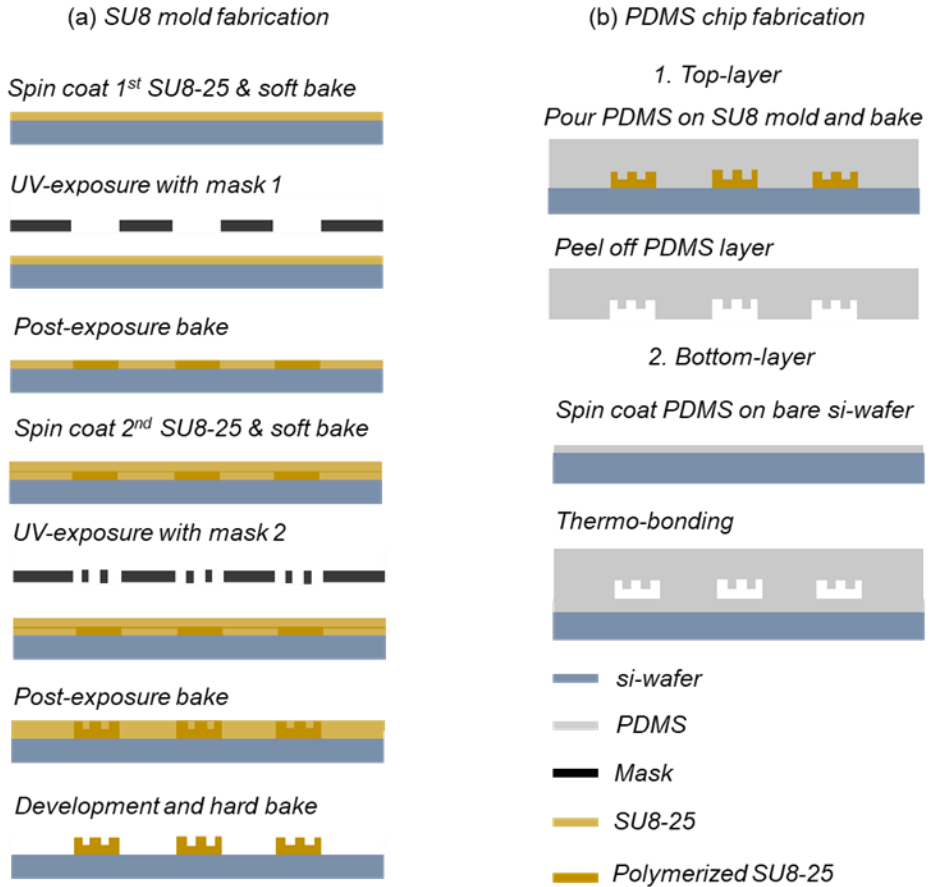 (a) SU8 mold fabrication
Spin coat 1st SU8-25 & soft bake
UV-exposure with mask 1
Post-exposure bake
Spin coat 2nd SU8-25 & soft bake
UV-exposure with mask 2
Post-exposure bake
Development and hard bake
(b) PDMS chip fabrication
1. Top-layer
Pour PDMS on SU8 mold and bake
Peel off PDMS layer
2. Bottom-layer
Spin coat PDMS on bare si-wafer
Thermo-bonding
si-wafer
PDMS
Mask
SU8-25
Polymerized SU8-25